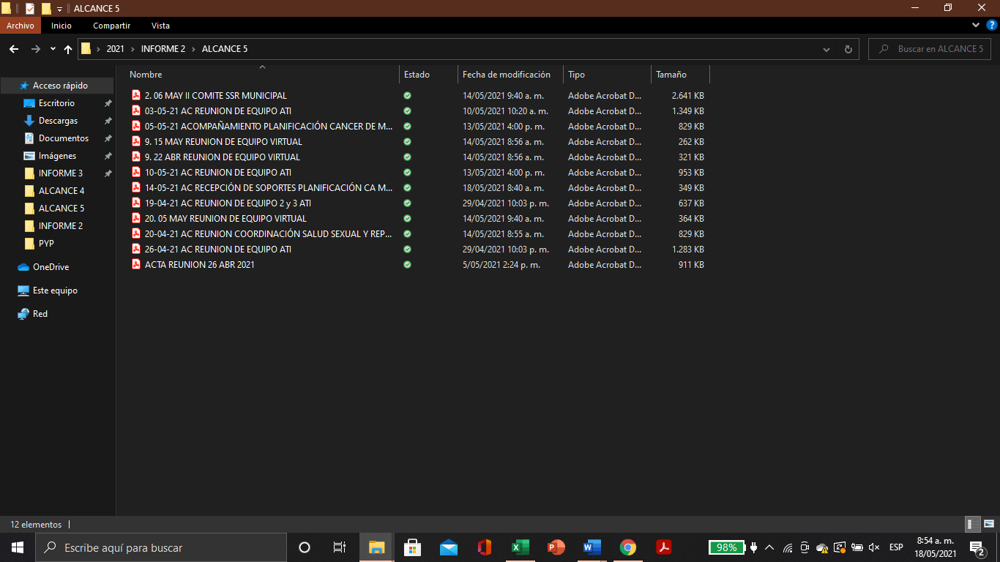 ALCANCE 5
Archivo Inicio Compartir Vista
2021 INFORME 2 ALCANCE 5 Buscar en ALCANCE 5
Nombre Estado Fecha de modificación Tipo Tamaño
Acceso rápido
Escritorio
Descargas
Documentos
Imágenes
INFORME 3
ALCANCE 4
ALCANCE 5
INFORME 2
PYP
OneDrive
Este equipo
Red
2. 06 MAY II COMITE SSR MUNICIPAL 14/05/2021 9:40 a. m. Adobe Acrobat D... 2.641 KB
03-05-21 AC REUNION DE EQUIPO ATI 10/05/2021 10:20 a. m. Adobe Acrobat D... 1.349 KB
05-05-21 ACOMPAÑAMIENTO PLANIFICACIÓN CANCER DE M... 13/05/2021 4:00 p. m. Adobe Acrobat D... 829 KB
9. 15 MAY REUNION DE EQUIPO VIRTUAL 14/05/2021 8:56 a. m. Adobe Acrobat D... 262 KB
9. 22 ABR REUNION DE EQUIPO VIRTUAL 14/05/2021 8:56 a. m. Adobe Acrobat D... 321 KB
10-05-21 AC REUNION DE EQUIPO ATI 13/05/2021 4:00 p. m. Adobe Acrobat D... 953 KB
14-05-21 AC RECEPCIÓN DE SOPORTES PLANIFICACIÓN CA M... 18/05/2021 8:40 a. m. Adobe Acrobat D... 349 KB
19-04-21 AC REUNION DE EQUIPO 2 y 3 ATI 29/04/2021 10:03 p. m. Adobe Acrobat D... 637 KB
20. 05 MAY REUNION DE EQUIPO VIRTUAL 14/05/2021 9:40 a. m. Adobe Acrobat D... 364 KB
20-04-21 AC REUNION COORDINACIÓN SALUD SEXUAL Y REP... 14/05/2021 8:55 a. m. Adobe Acrobat D... 829 KB
26-04-21 AC REUNION DE EQUIPO ATI 29/04/2021 10:03 p. m. Adobe Acrobat D... 1.283 KB
ACTA REUNION 26 ABR 2021 5/05/2021 2:24 p. m. Adobe Acrobat D... 911 KB
12 elementos
Escribe aquí para buscar 98% ESP 8:54 a. m.
18/05/2021 2